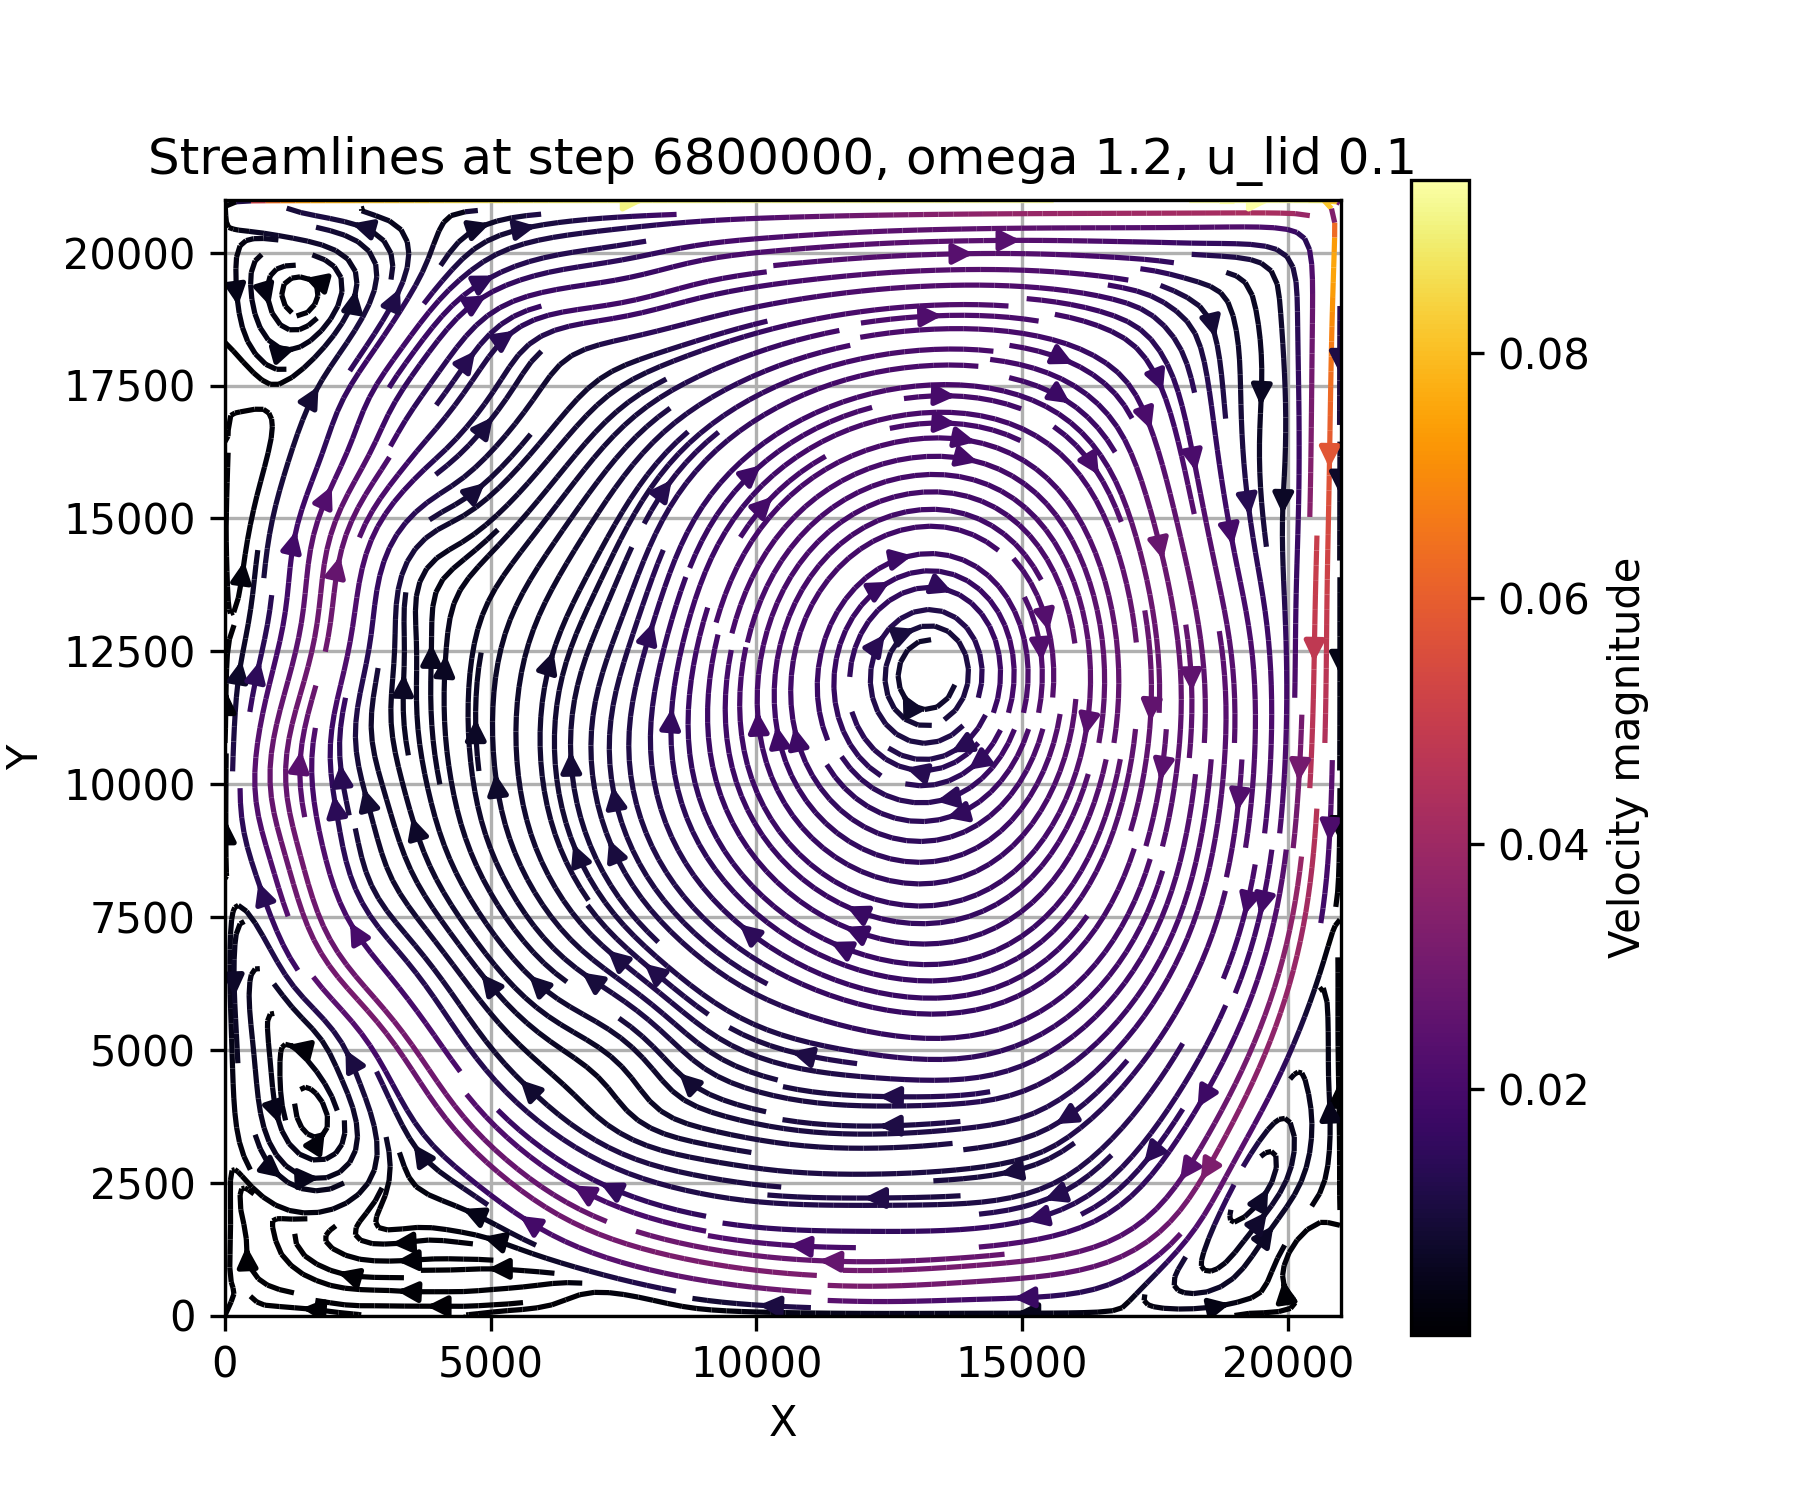 Streamlines at step 6800000, omega 1.2, u_lid 0.1
20000
17500
15000
12500
10000
7500
5000
2500
0
Y
0 5000 10000 15000 20000
X
0.08
0.06
0.04
0.02
Velocity magnitude